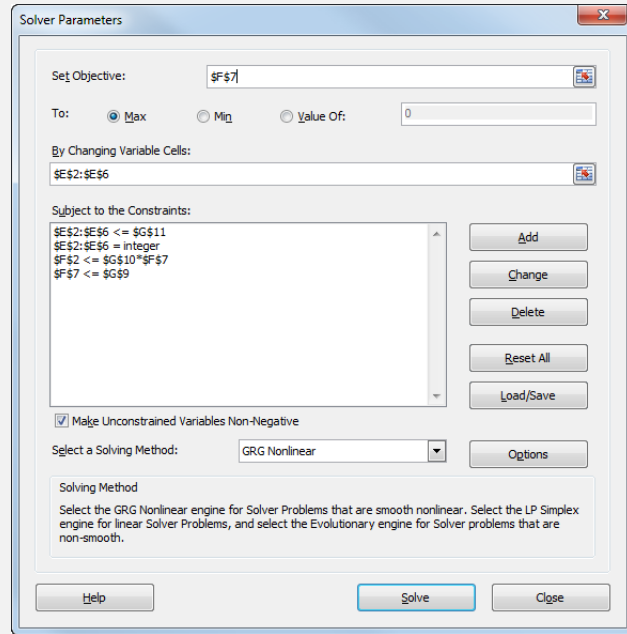 Solver Parameters
Set Objective:
$F$7
To:
Max
Min
Value Of:
0
By Changing Variable Cells:
$E$2:$E$6
Subject to the Constraints:
$E$2:$E$6 <= $G$11
$E$2:$E$6 = integer
$F$2 <= $G$10*$F$7
$F$7 <= $G$9
Add
Change
Delete
Reset All
Load/Save
Make Unconstrained Variables Non-Negative
Select a Solving Method:
GRG Nonlinear
Options
Solving Method
Select the GRG Nonlinear engine for Solver Problems that are smooth nonlinear. Select the LP Simplex
engine for linear Solver Problems, and select the Evolutionary engine for Solver problems that are
non-smooth.
Help
Solve
Close